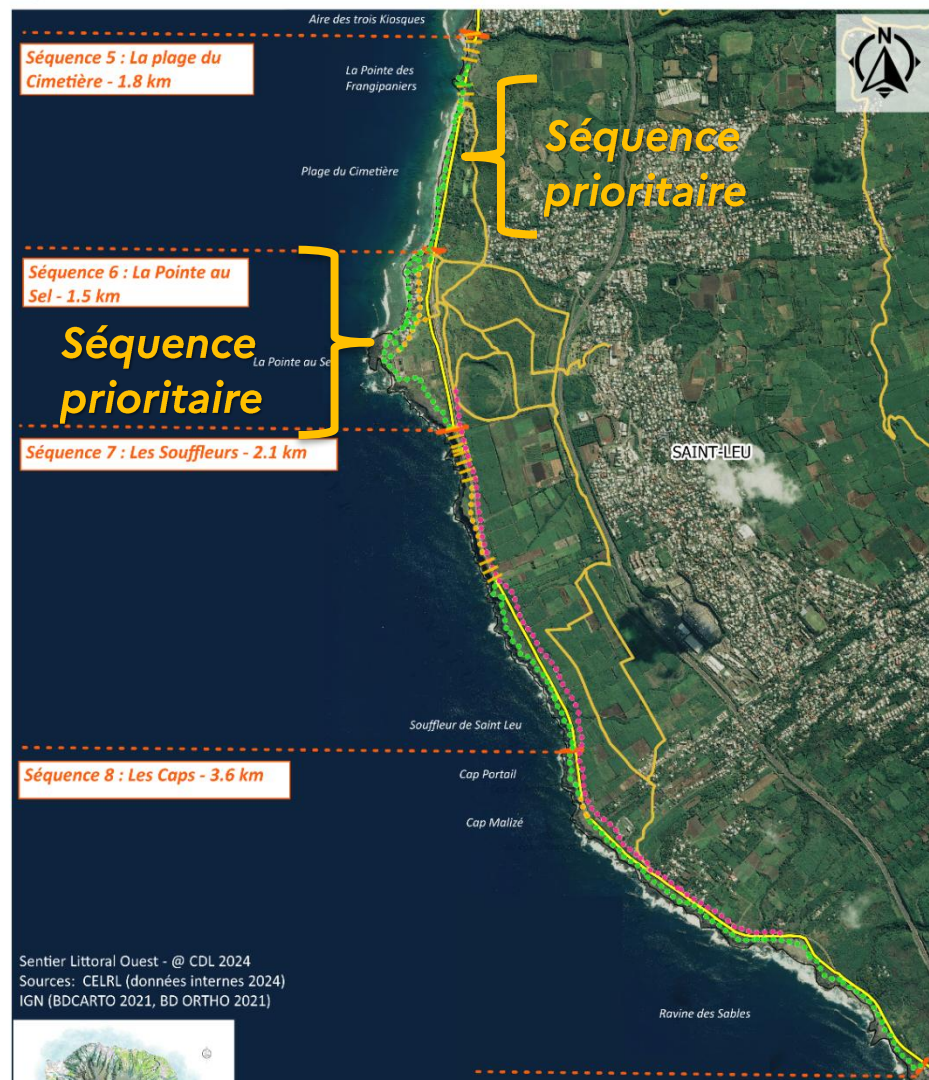 Aire des trois Kiosques
N
Séquence 5 : La plage du
Cimetière - 1.8 km
La Pointe des
Frangipaniers
Séquence
prioritaire
Plage du Cimetière
Séquence 6 : La Pointe au
Sel - 1.5 km
Séquence
prioritaire
La Pointe au Se
Séquence 7 : Les Souffleurs - 2.1 km
SAINT-LEU
Souffleur de Saint Leu
Séquence 8 : Les Caps - 3.6 km
Cap Portail
Cap Malizé
Sentier Littoral Ouest - @ CDL 2024
Sources: CELRL (données internes 2024)
IGN (BDCARTO 2021, BD ORTHO 2021)
Ravine des Sables